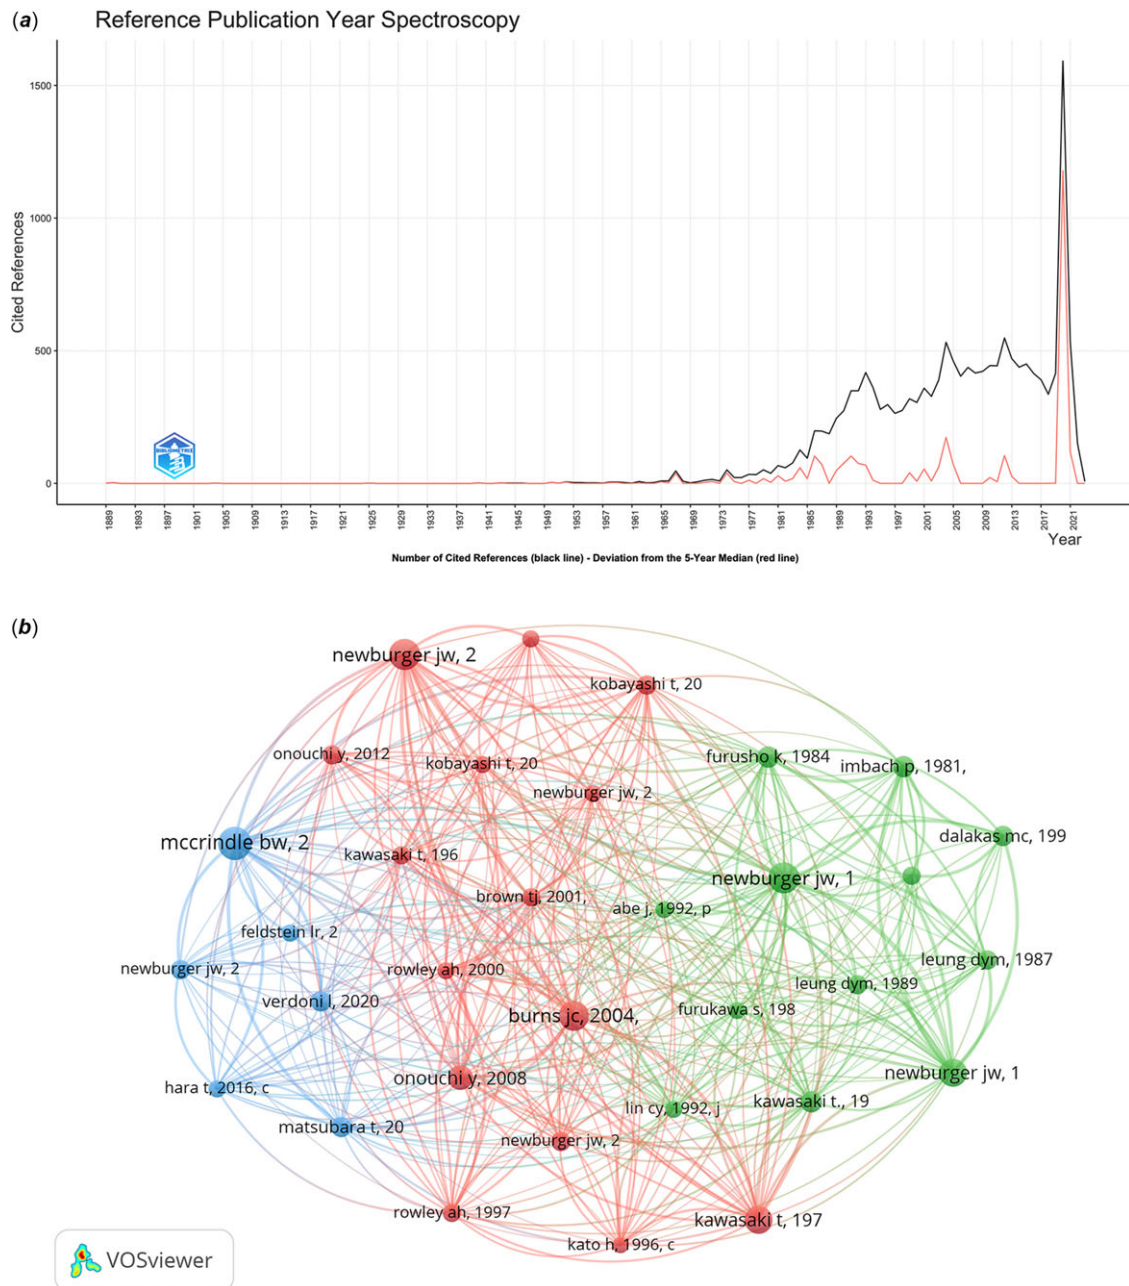 (a)
Reference Publication Year Spectroscopy
Cited References
1500
1000
500
0
BIBLIOMETRIX
1889
1893
1897
1901
1905
1909
1913
1917
1921
1925
1929
1933
1937
1941
1945
1949
1953
1957
1961
1965
1969
1973
1977
1981
1985
1989
1993
1997
2001
2005
2009
2013
2017
2021
Year
Number of Cited References (black line) - Deviation from the 5-Year Median (red line)
(b)
newburger jw, 2
kobayashi t, 20
onouchi y, 2012
kobayashi t, 20
furusho k, 1984
imbach p, 1981,
newburger jw, 2
mccrindle bw, 2
kawasaki t, 196
dalakas mc, 199
newburger jw, 1
brown tj, 2001,
abe j, 1992, p
feldstein lr, 2
newburger jw, 2
rowley ah, 2000
leung dym, 1987
leung dym, 1989
verdoni l, 2020
furukawa s, 198
burns jc, 2004,
hara t, 2016, c
onouchi y, 2008
newburger jw, 1
lin cy, 1992, j
kawasaki t., 19
matsubara t, 20
newburger jw, 2
rowley ah, 1997
kawasaki t, 197
kato h, 1996, c
VOSviewer